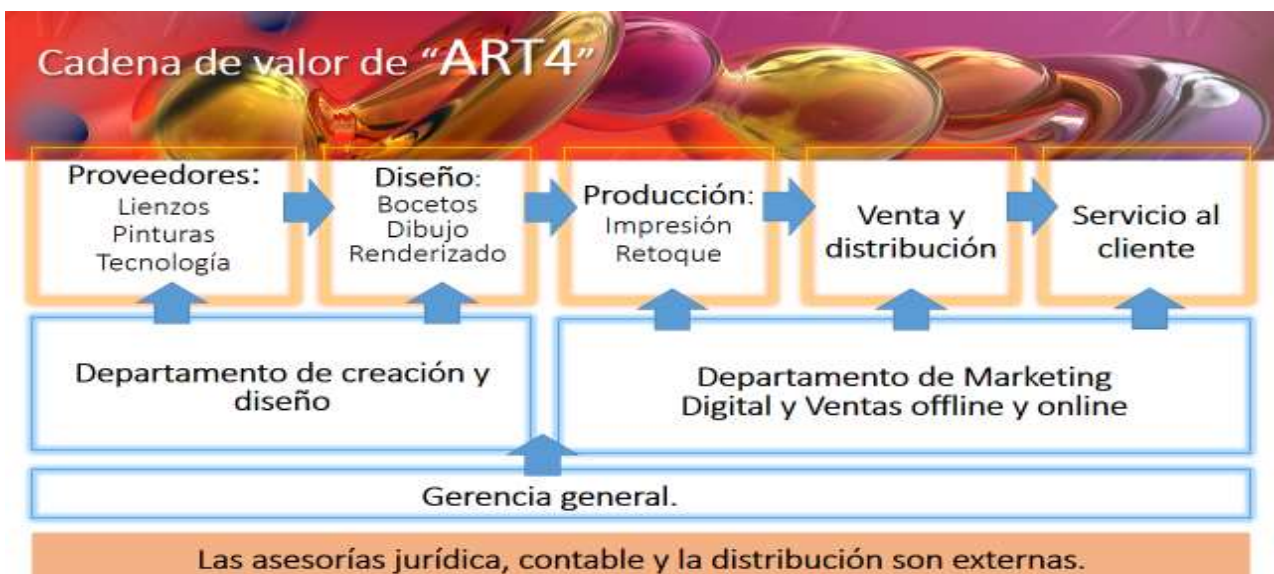 Cadena de valor de “ART4”
Proveedores:
Lienzos
Pinturas
Tecnología
Diseño:
Bocetos
Dibujo
Renderizado
Producción:
Impresión
Retoque
Venta y
distribución
Servicio al
cliente
Departamento de creación y
diseño
Departamento de Marketing
Digital y Ventas offline y online
Gerencia general.
Las asesorías jurídica, contable y la distribución son externas.